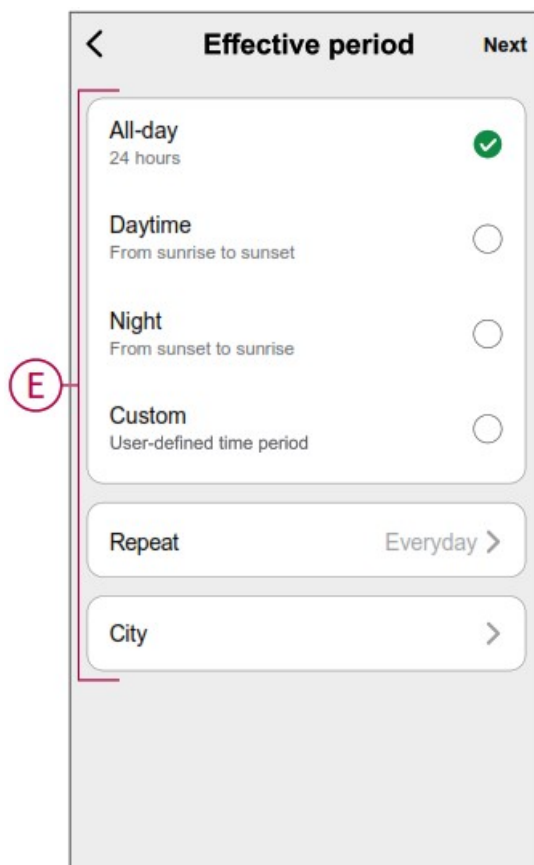 Effective period Next
All-day
24 hours
Daytime
From sunrise to sunset
Night
From sunset to sunrise
E
Custom
User-defined time period
Repeat Everyday
City